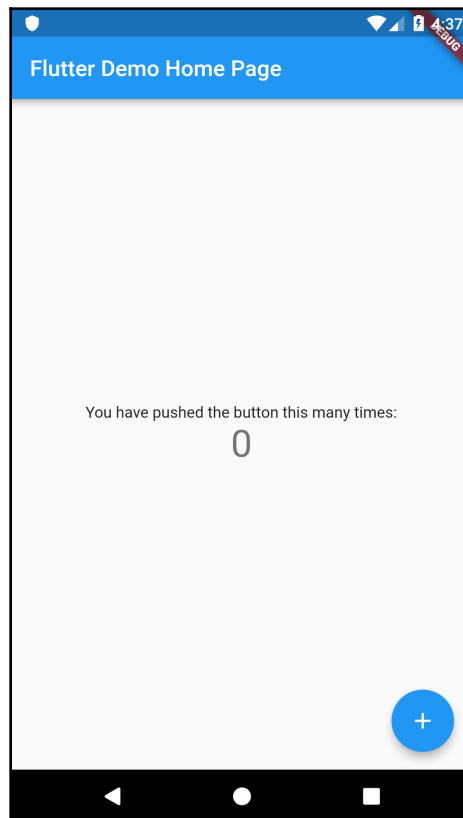 4:37
DEBUG
Flutter Demo Home Page
You have pushed the button this many times:
0